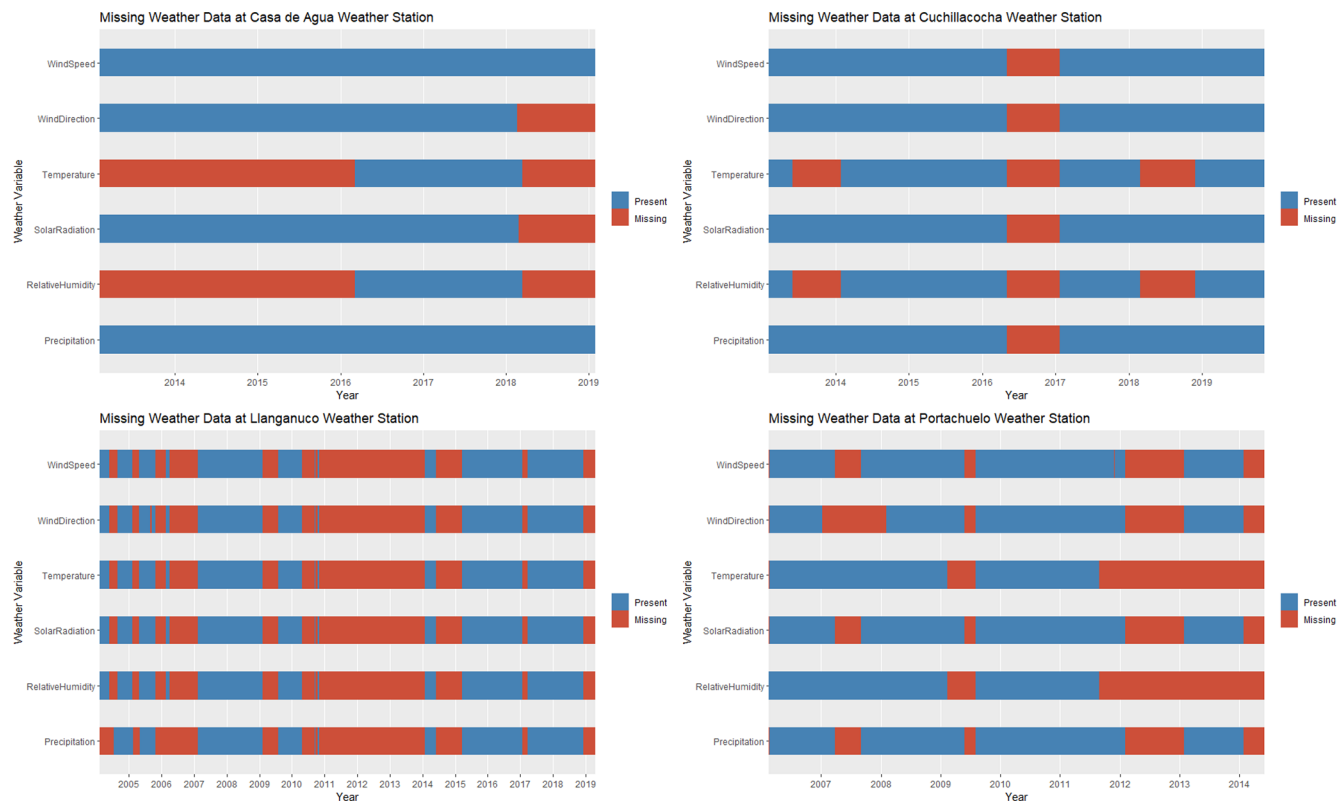 Missing Weather Data at Casa de Agua Weather Station
Weather Variable
WindSpeed
WindDirection
Temperature
SolarRadiation
RelativeHumidity
Precipitation
2014 2015 2016 2017 2018 2019
Year
Present
Missing
Missing Weather Data at Cuchillacocha Weather Station
Weather Variable
WindSpeed
WindDirection
Temperature
SolarRadiation
RelativeHumidity
Precipitation
2014 2015 2016 2017 2018 2019
Year
Present
Missing
Missing Weather Data at Llanganuco Weather Station
Weather Variable
WindSpeed
WindDirection
Temperature
SolarRadiation
RelativeHumidity
Precipitation
2005 2006 2007 2008 2009 2010 2011 2012 2013 2014 2015 2016 2017 2018 2019
Year
Present
Missing
Missing Weather Data at Portachuelo Weather Station
Weather Variable
WindSpeed
WindDirection
Temperature
SolarRadiation
RelativeHumidity
Precipitation
2007 2008 2009 2010 2011 2012 2013 2014
Year
Present
Missing